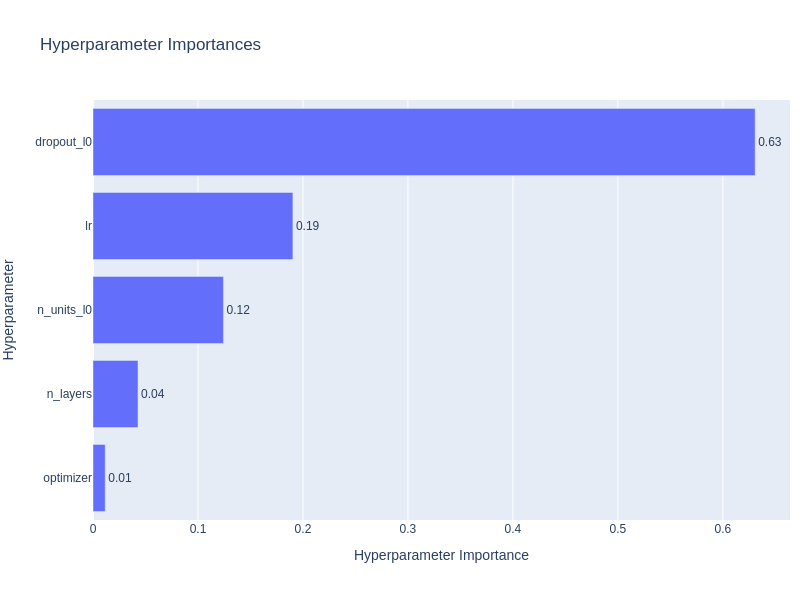 Hyperparameter Importances
Hyperparameter
dropout_l0 0.63
lr 0.19
n_units_l0 0.12
n_layers 0.04
optimizer 0.01
0 0.1 0.2 0.3 0.4 0.5 0.6
Hyperparameter Importance